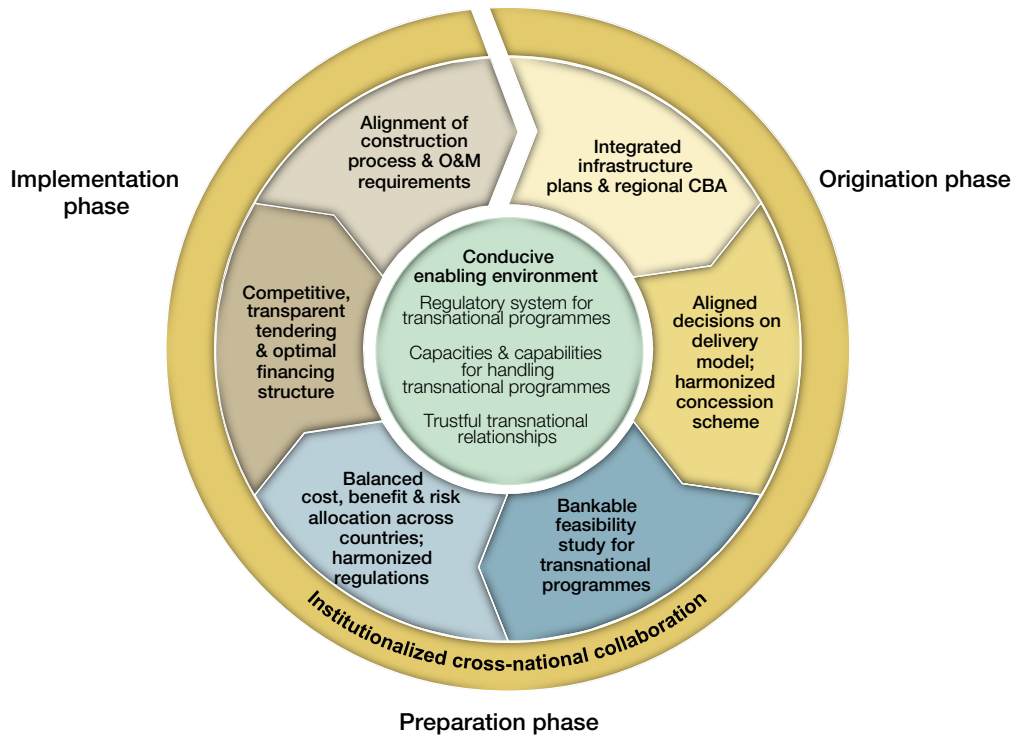 Implementation
phase
Origination phase
Preparation phase
Integrated
infrastructure
plans & regional CBA
Aligned
decisions on
delivery
model;
harmonized
concession
scheme
Bankable
feasibility
study for
transnational
programmes
Balanced
cost, benefit & risk
allocation across
countries;
harmonized
regulations
Competitive,
transparent
tendering
& optimal
financing
structure
Alignment of
construction
process & O&M
requirements
Conducive
enabling environment
Regulatory system for
transnational programmes
Capacities & capabilities
for handling
transnational programmes
Trustful transnational
relationships
Institutionalized cross-national collaboration